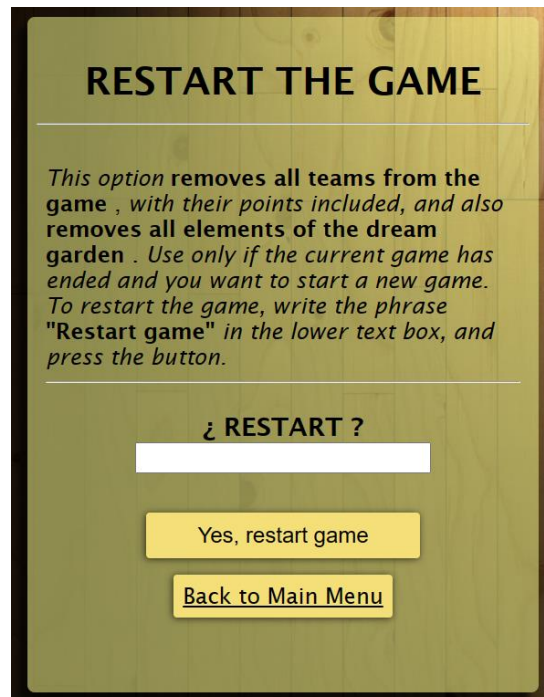 RESTART THE GAME
This option removes all teams from the
game , with their points included, and also
removes all elements of the dream
garden . Use only if the current game has
ended and you want to start a new game.
To restart the game, write the phrase
"Restart game" in the lower text box, and
press the button.
¿ RESTART ?
Yes, restart game
Back to Main Menu